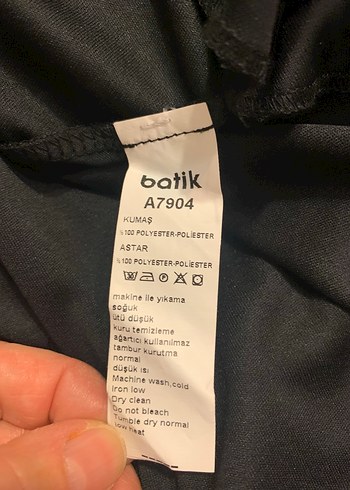 batik
A7904
KUMAŞ
%100 POLYESTER-POLİESTER
ASTAR
%100 POLYESTER-POLİESTER
makine ile yıkama
soğuk
ütü düşük
kuru temizleme
ağartıcı kullanılmaz
tambur kurutma
normal
düşük ısı
Machine wash,cold
Iron low
Dry clean
Do not bleach
Tumble dry normal
low heat